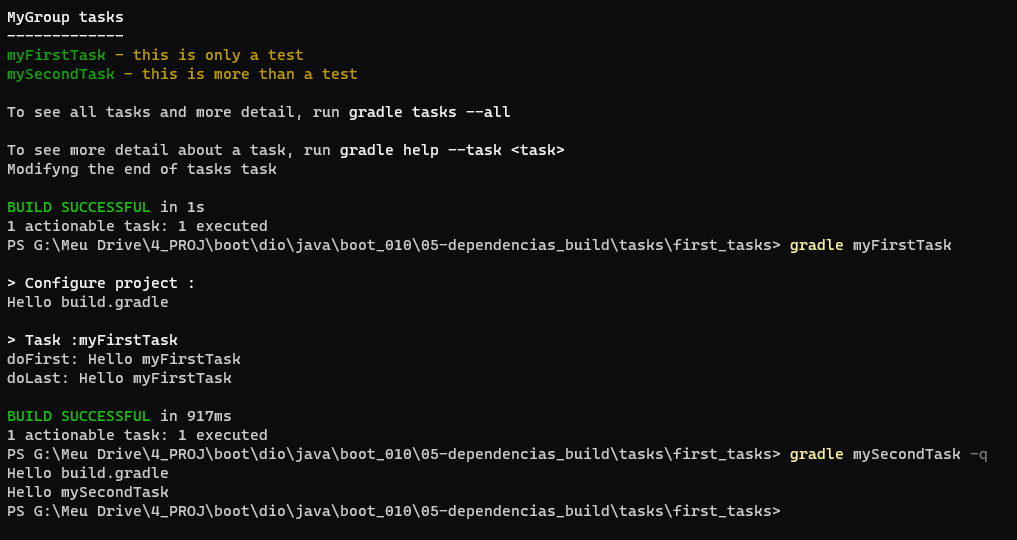 MyGroup tasks
-------------
myFirstTask - this is only a test
mySecondTask - this is more than a test
To see all tasks and more detail, run gradle tasks --all
To see more detail about a task, run gradle help --task <task>
Modifyng the end of tasks task
BUILD SUCCESSFUL in 1s
1 actionable task: 1 executed
PS G:\Meu Drive\4_PROJ\boot\dio\java\boot_010\05-dependencias_build\tasks\first_tasks> gradle myFirstTask
> Configure project :
Hello build.gradle
> Task :myFirstTask
doFirst: Hello myFirstTask
doLast: Hello myFirstTask
BUILD SUCCESSFUL in 917ms
1 actionable task: 1 executed
PS G:\Meu Drive\4_PROJ\boot\dio\java\boot_010\05-dependencias_build\tasks\first_tasks> gradle mySecondTask -q
Hello build.gradle
Hello mySecondTask
PS G:\Meu Drive\4_PROJ\boot\dio\java\boot_010\05-dependencias_build\tasks\first_tasks>